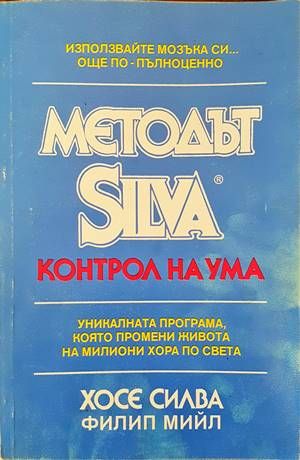 ИЗПОЛЗВАЙТЕ МОЗЪКА СИ...
ОЩЕ ПО - ПЪЛНОЦЕННО
МЕТОДЪТ
SILVA®
КОНТРОЛ НА УМА
УНИКАЛНАТА ПРОГРАМА,
КОЯТО ПРОМЕНИ ЖИВОТА
НА МИЛИОНИ ХОРА ПО СВЕТА
ХОСЕ СИЛВА
ФИЛИП МИЙЛ